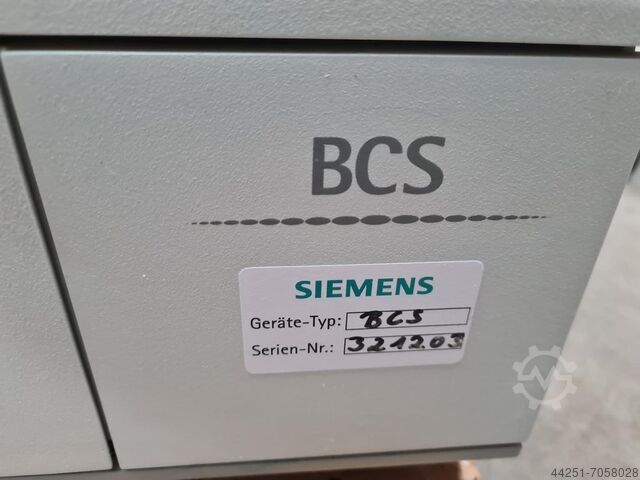 BCS
SIEMENS
Geräte-Typ: BCS
Serien-Nr.: 321203
44251-7058028